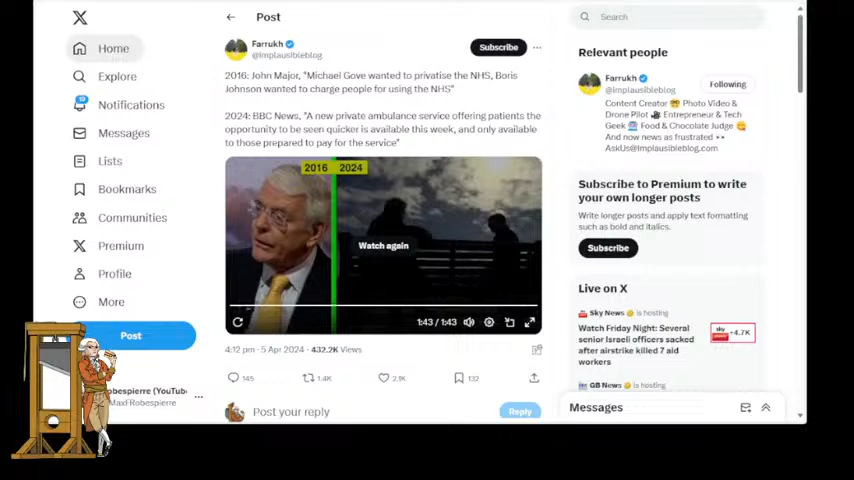 Home
Explore
10
Notifications
Messages
Lists
Bookmarks
Communities
Premium
Profile
More
Post
obespierre (YouTub
MaxFRobespierre
Post
Farrukh
@implausibleblog
Subscribe
2016: John Major, "Michael Gove wanted to privatise the NHS, Boris
Johnson wanted to charge people for using the NHS"
2024: BBC News, "A new private ambulance service offering patients the
opportunity to be seen quicker is available this week, and only available
to those prepared to pay for the service"
2016 2024
Watch again
1:43 / 1:43
4:12 pm · 5 Apr 2024 · 432.2K Views
145 1.4K 2.1K 132
Post your reply
Reply
Search
Relevant people
Farrukh
@implausibleblog
Following
Content Creator Photo Video &
Drone Pilot Entrepreneur & Tech
Geek Food & Chocolate Judge
And now news as frustrated
AskUs@Implausibleblog.com
Subscribe to Premium to write
your own longer posts
Write longer posts and apply text formatting
such as bold and italics.
Subscribe
Live on X
Sky News is hosting
Watch Friday Night: Several
senior Israeli officers sacked
after airstrike killed 7 aid
workers
sky
+4.7K
GB News is hosting
Messages